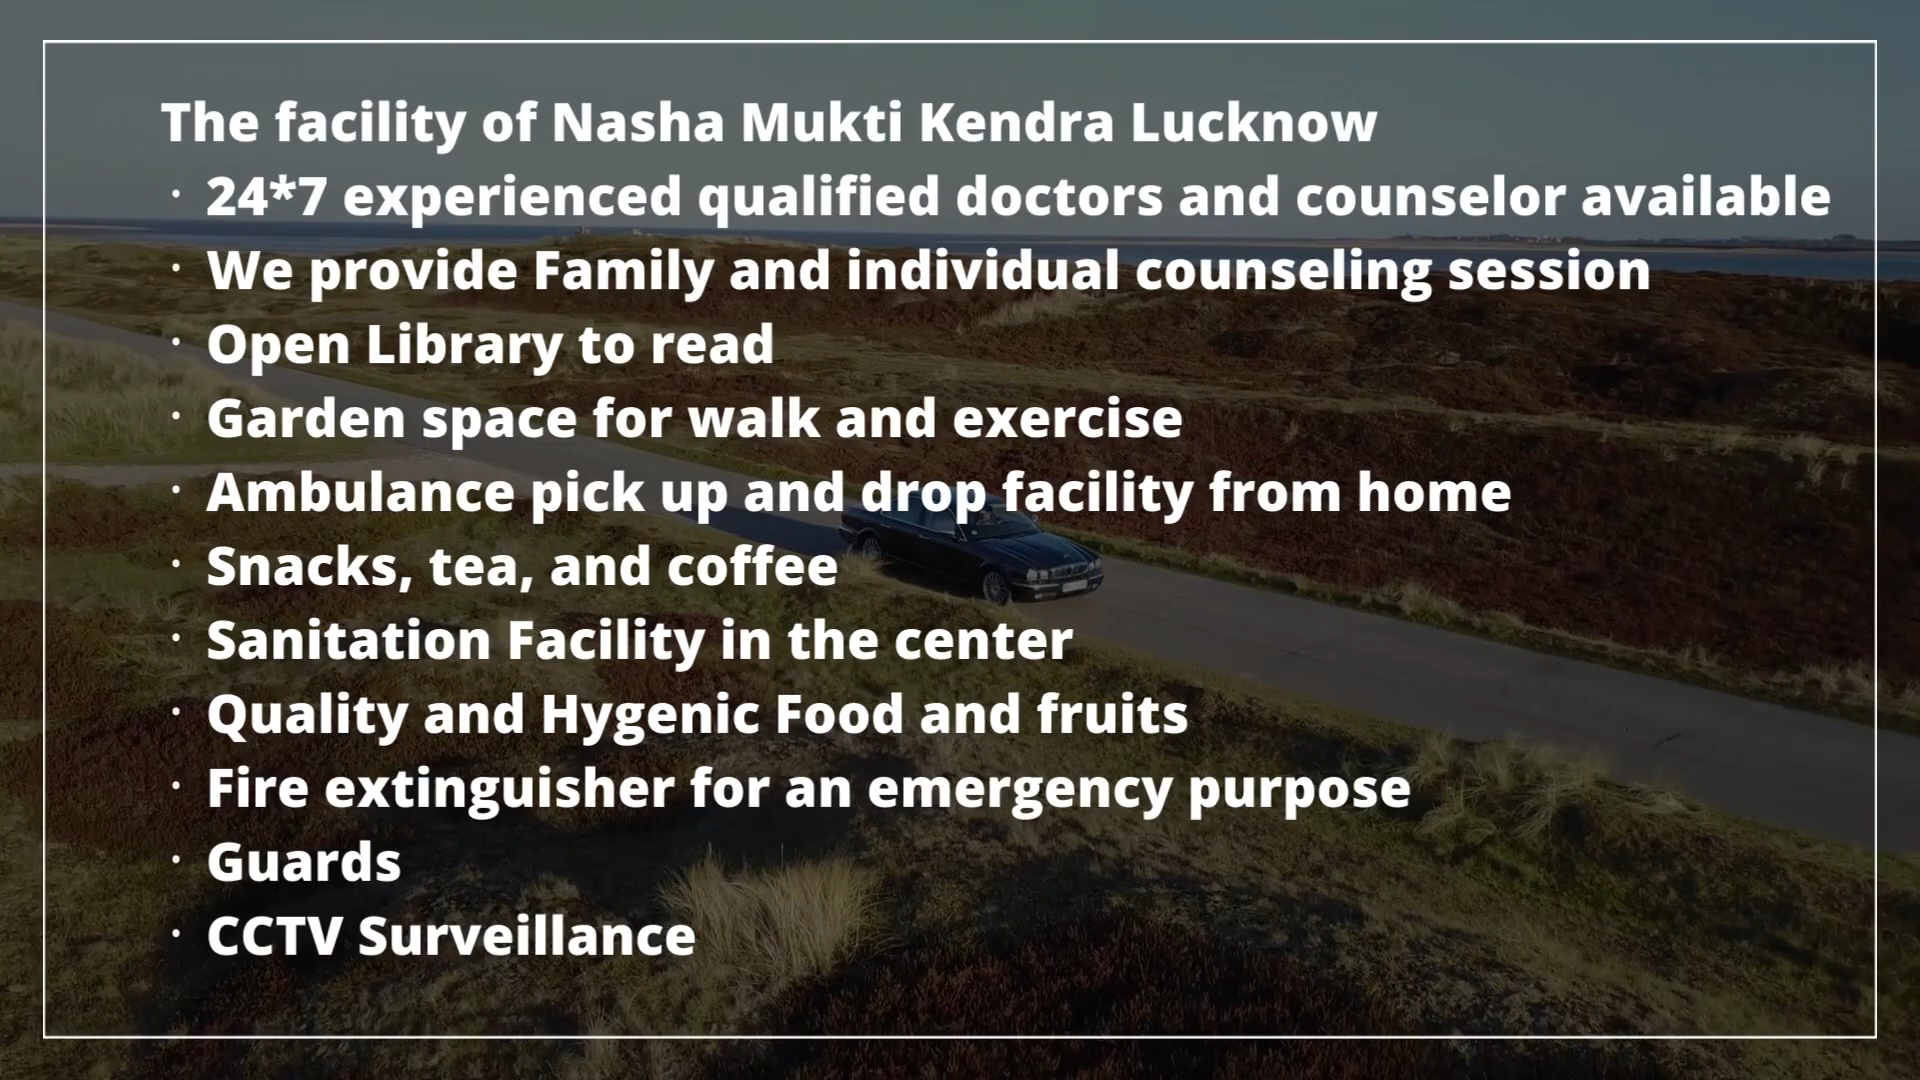 The facility of Nasha Mukti Kendra Lucknow
· 24*7 experienced qualified doctors and counselor available
· We provide Family and individual counseling session
· Open Library to read
· Garden space for walk and exercise
· Ambulance pick up and drop facility from home
· Snacks, tea, and coffee
· Sanitation Facility in the center
· Quality and Hygenic Food and fruits
· Fire extinguisher for an emergency purpose
· Guards
· CCTV Surveillance